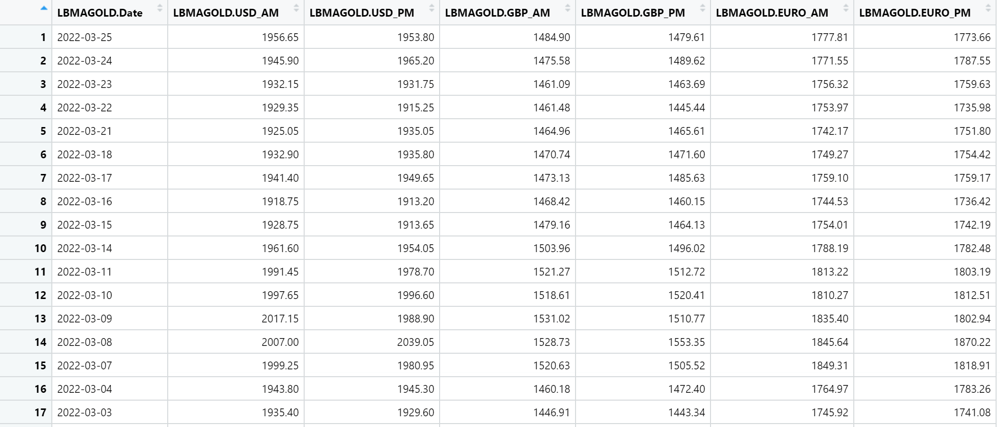 LBMAGOLD.Date LBMAGOLD.USD_AM LBMAGOLD.USD_PM LBMAGOLD.GBP_AM LBMAGOLD.GBP_PM LBMAGOLD.EURO_AM LBMAGOLD.EURO_PM
1 2022-03-25 1956.65 1953.80 1484.90 1479.61 1777.81 1773.66
2 2022-03-24 1945.90 1965.20 1475.58 1489.62 1771.55 1787.55
3 2022-03-23 1932.15 1931.75 1461.09 1463.69 1756.32 1759.63
4 2022-03-22 1929.35 1915.25 1461.48 1445.44 1753.97 1735.98
5 2022-03-21 1925.05 1935.05 1464.96 1465.61 1742.17 1751.80
6 2022-03-18 1932.90 1935.80 1470.74 1471.60 1749.27 1754.42
7 2022-03-17 1941.40 1949.65 1473.13 1485.63 1759.10 1759.17
8 2022-03-16 1918.75 1913.20 1468.42 1460.15 1744.53 1736.42
9 2022-03-15 1928.75 1913.65 1479.16 1464.13 1754.01 1742.19
10 2022-03-14 1961.60 1954.05 1503.96 1496.02 1788.19 1782.48
11 2022-03-11 1991.45 1978.70 1521.27 1512.72 1813.22 1803.19
12 2022-03-10 1997.65 1996.60 1518.61 1520.41 1810.27 1812.51
13 2022-03-09 2017.15 1988.90 1531.02 1510.77 1835.40 1802.94
14 2022-03-08 2007.00 2039.05 1528.73 1553.35 1845.64 1870.22
15 2022-03-07 1999.25 1980.95 1520.63 1505.52 1849.31 1818.91
16 2022-03-04 1943.80 1945.30 1460.18 1472.40 1764.97 1783.26
17 2022-03-03 1935.40 1929.60 1446.91 1443.34 1745.92 1741.08